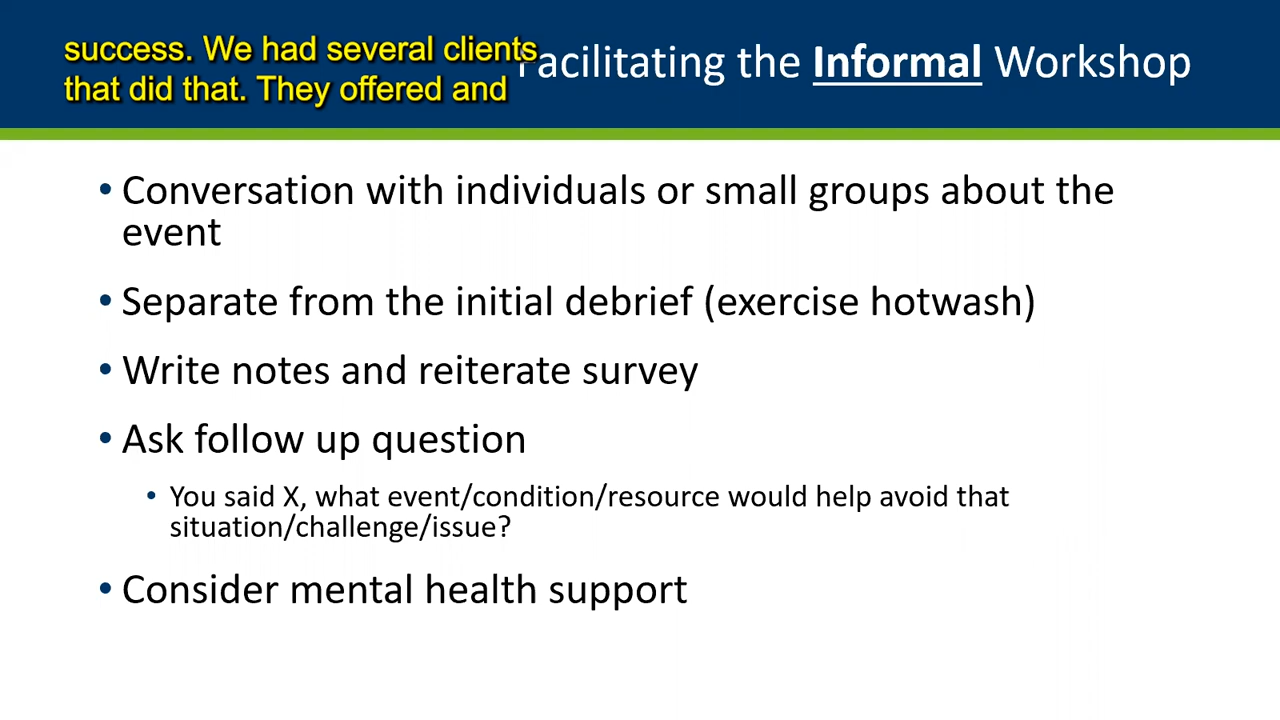 success. We had several clients
that did that. They offered and
Facilitating the Informal Workshop
• Conversation with individuals or small groups about the
event
• Separate from the initial debrief (exercise hotwash)
• Write notes and reiterate survey
• Ask follow up question
• You said X, what event/condition/resource would help avoid that
situation/challenge/issue?
• Consider mental health support